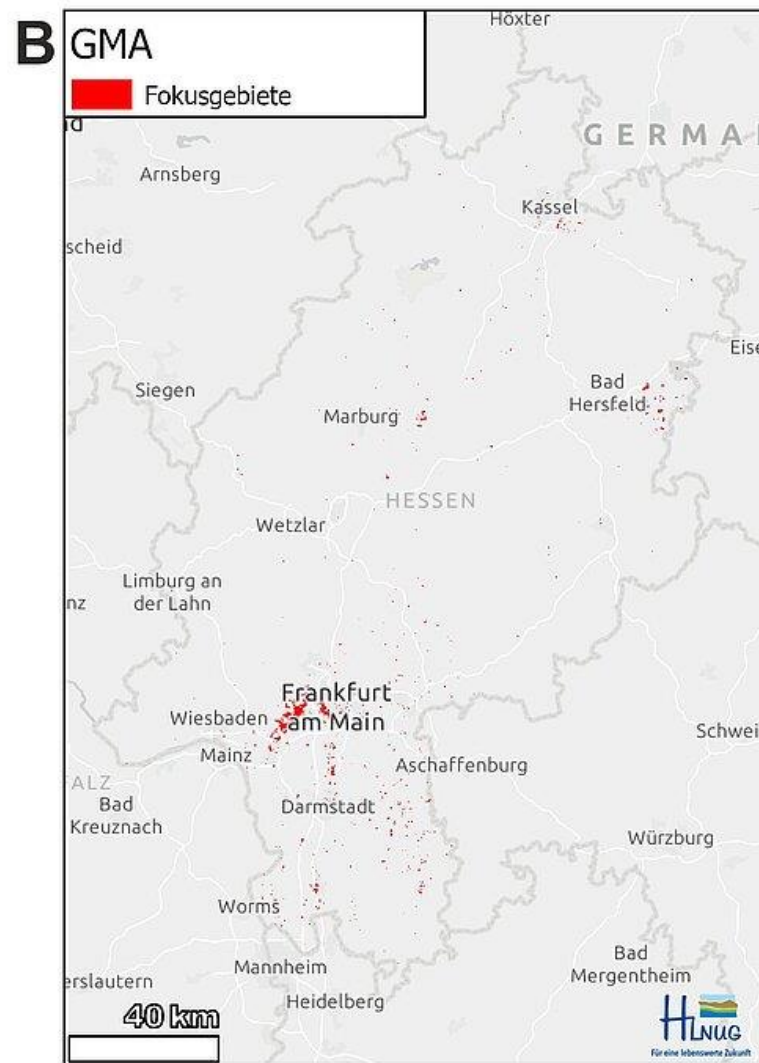 B
GMA
Fokusgebiete
Höxter
GERMA
Arnsberg
Kassel
scheid
Eise
Siegen
Bad
Hersfeld
Marburg
HESSEN
Wetzlar
Limburg an
der Lahn
nz
Frankfurt
am Main
Wiesbaden
Schwei
Mainz
Aschaffenburg
ALZ
Bad
Kreuznach
Darmstadt
Würzburg
Worms
Bad
Mergentheim
Mannheim
erslautern
Heidelberg
40 km
HLNUG
Für eine lebenswerte Zukunft